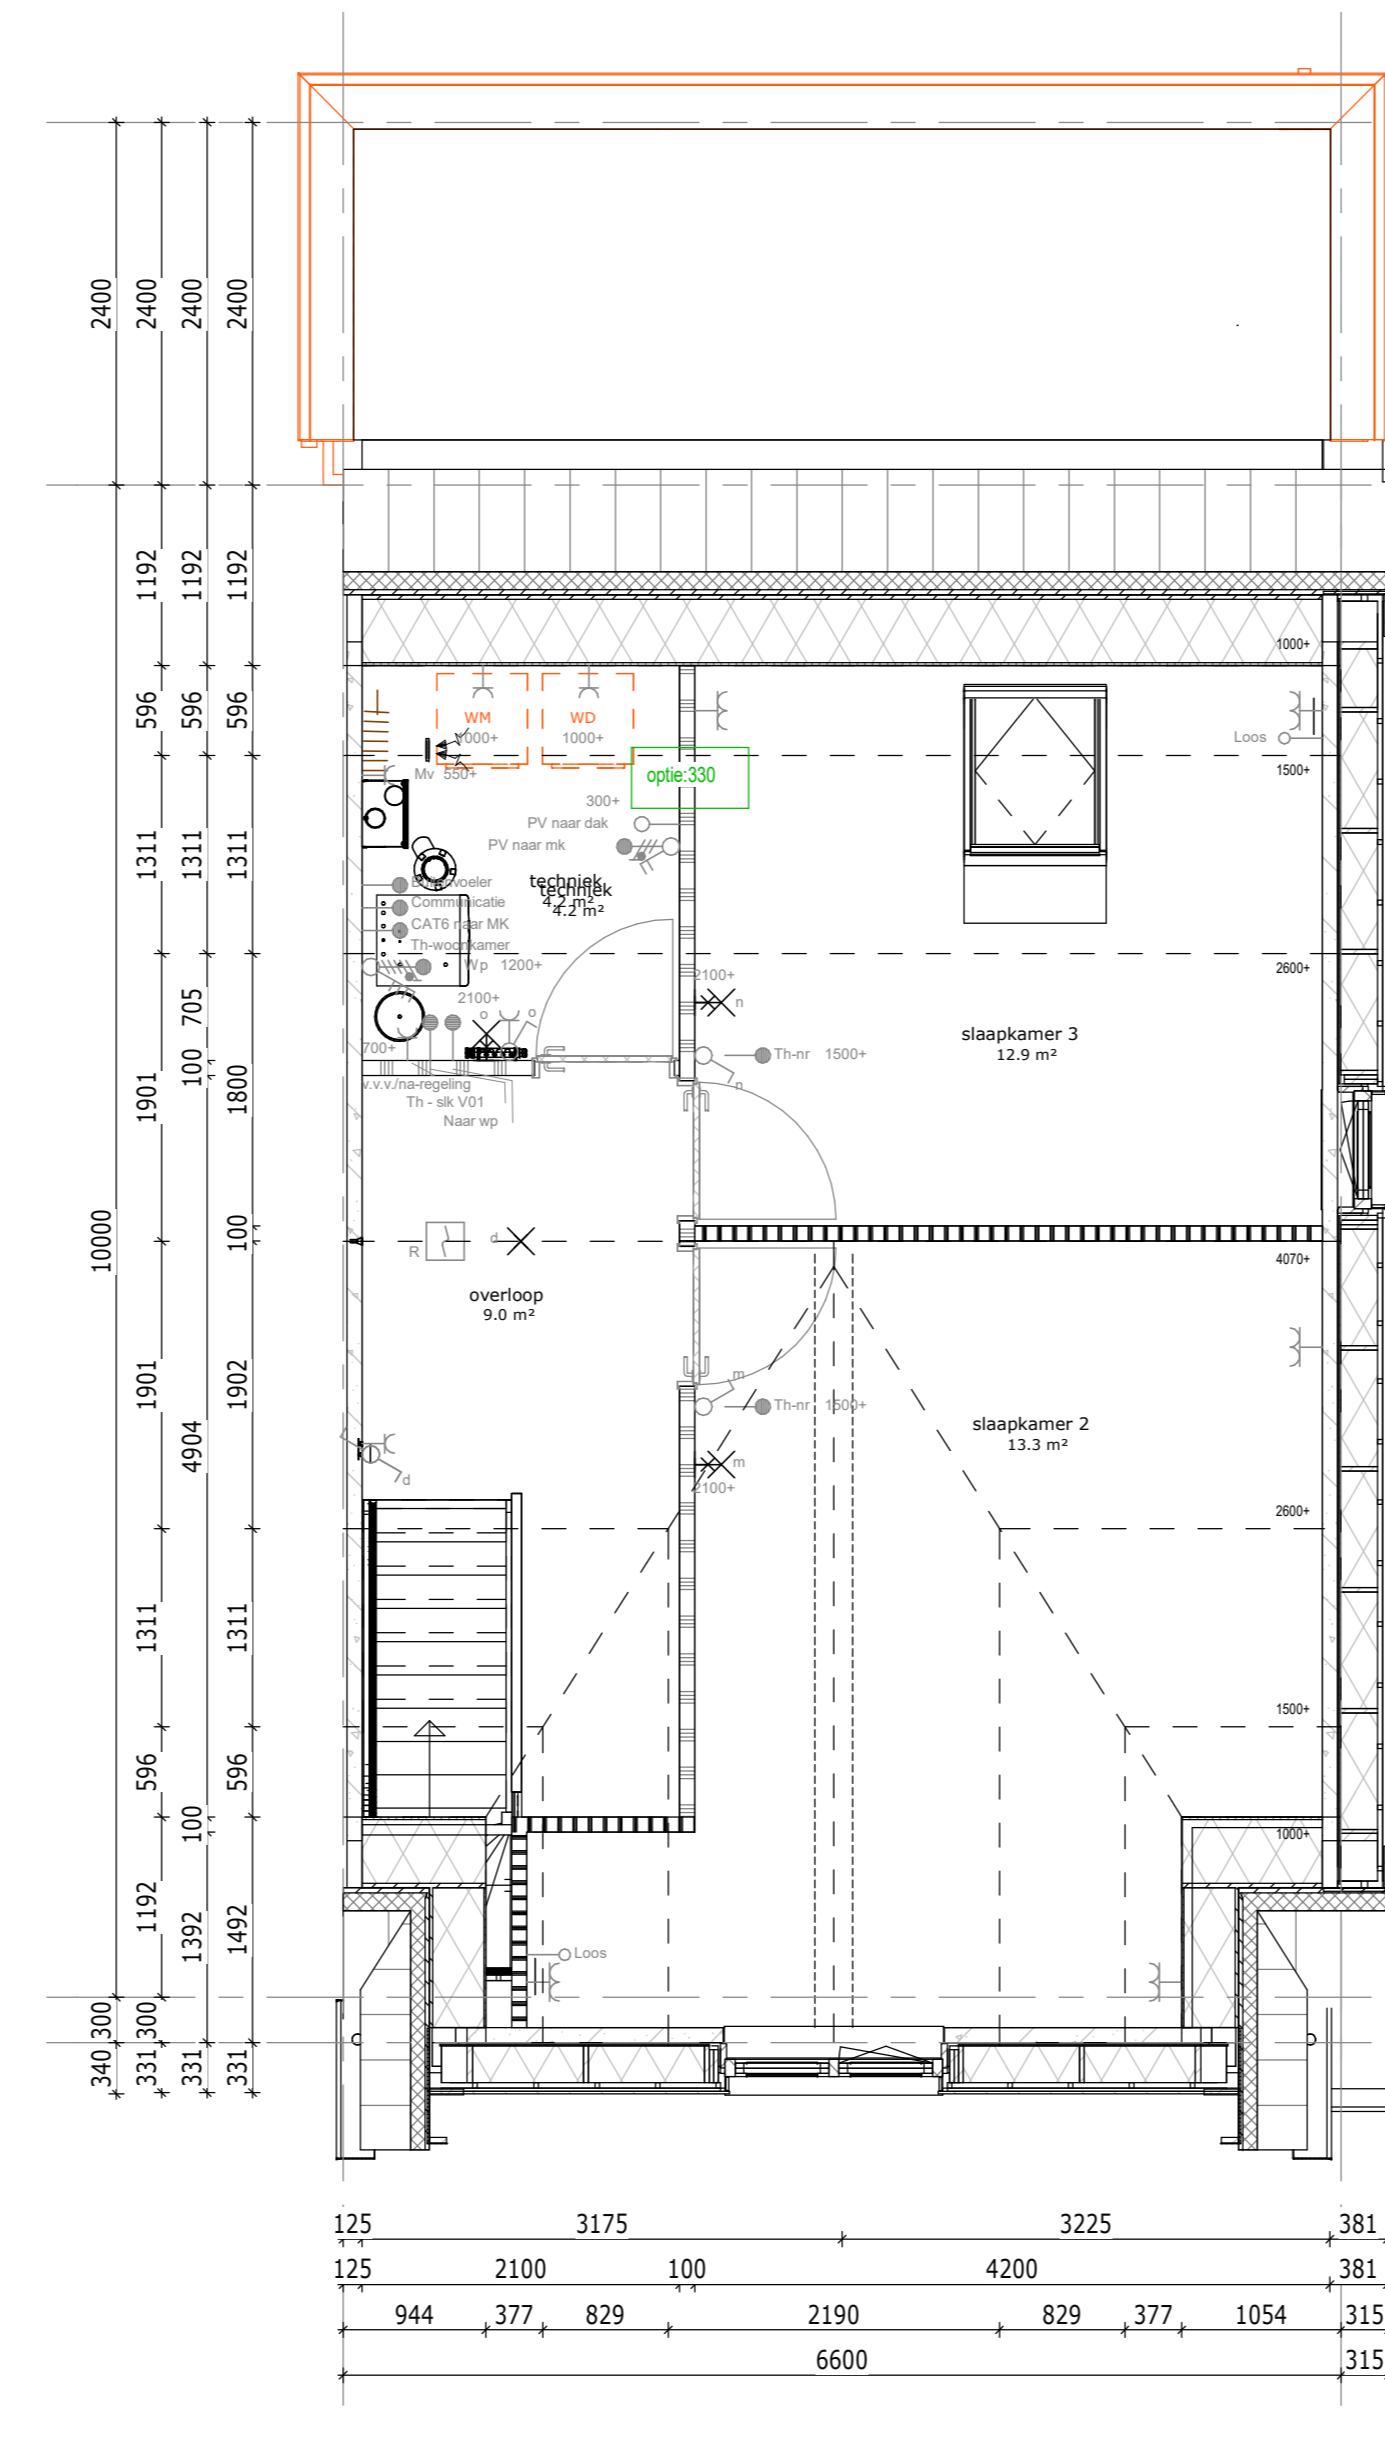 2400
2400
2400
2400
1192
1192
1192
596
596
596
1311
1311
1311
705
100
1901
1800
10000
100
1901
1902
4904
1311
1311
596
596
100
1192
1392
1492
300
300
340
331
331
331
1000+
WM
WD
1000+
1000+
Loos
1500+
Mv 550+
optie:330
300+
PV naar dak
PV naar mk
techniek
4.2 m²
techniek
4.2 m²
Buitenvoeler
Communicatie
CAT6 naar MK
Th-woonkamer
Wp 1200+
2600+
2100+
n
2100+
o
o
slaapkamer 3
12.9 m²
700+
Th-nr 1500+
n
v.v.v./na-regeling
Th - slk V01
Naar wp
R
d
4070+
overloop
9.0 m²
m
Th-nr 1500+
slaapkamer 2
13.3 m²
m
2100+
d
2600+
1500+
1000+
Loos
125
3175
3225
381
125
2100
100
4200
381
944
377
829
2190
829
377
1054
315
6600
315